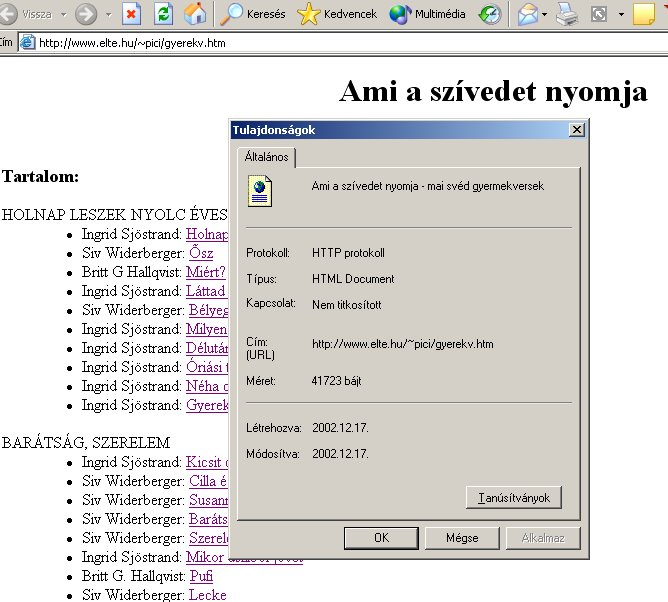 Vissza Keresés Kedvencek Multimédia
Cím http://www.elte.hu/~pici/gyerekv.htm
Ami a szívedet nyomja
Tartalom:
HOLNAP LESZEK NYOLC ÉVES
Ingrid Sjöstrand: Holnap
Siv Widerberger: Ősz
Britt G Hallqvist: Miért?
Ingrid Sjöstrand: Láttad
Siv Widerberger: Bélyeg
Ingrid Sjöstrand: Milyen
Ingrid Sjöstrand: Délután
Ingrid Sjöstrand: Óriási
Ingrid Sjöstrand: Néha
Ingrid Sjöstrand: Gyerek
BARÁTSÁG, SZERELEM
Ingrid Sjöstrand: Kicsit
Siv Widerberger: Cilla é
Siv Widerberger: Susann
Siv Widerberger: Baráts
Siv Widerberger: Szerel
Ingrid Sjöstrand: Mikor
Britt G. Hallqvist: Pufi
Siv Widerberger: Lecke
Tulajdonságok
Általános
Ami a szívedet nyomja - mai svéd gyermekversek
Protokoll: HTTP protokoll
Típus: HTML Document
Kapcsolat: Nem titkosított
Cím: (URL) http://www.elte.hu/~pici/gyerekv.htm
Méret: 41723 bájt
Létrehozva: 2002.12.17.
Módosítva: 2002.12.17.
Tanúsítványok
OK Mégse Alkalmaz